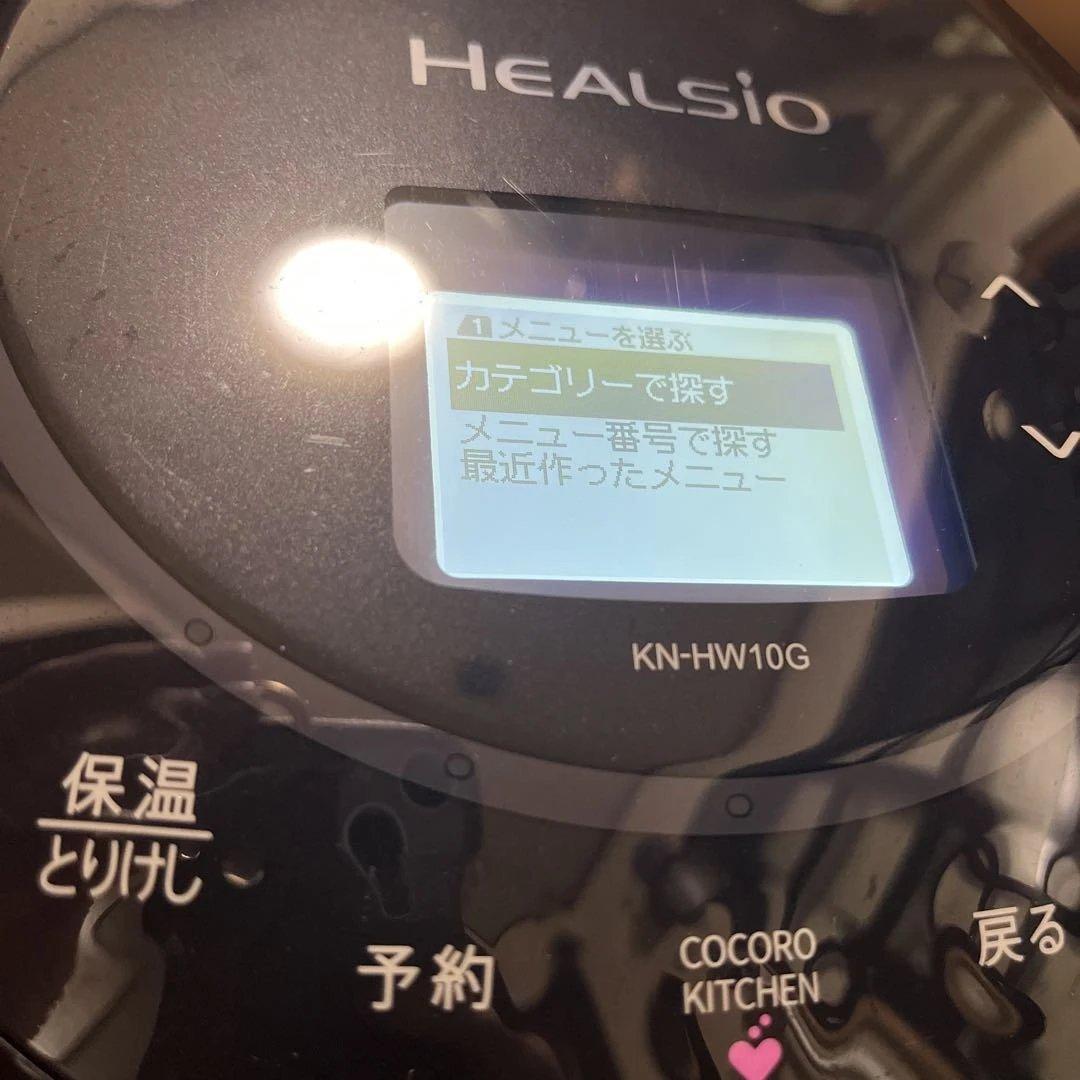 HEALSiO
1 メニューを選ぶ
カテゴリーで探す
メニュー番号で探す
最近作ったメニュー
KN-HW10G
保温
とりけし
予約
COCORO
KITCHEN
戻る